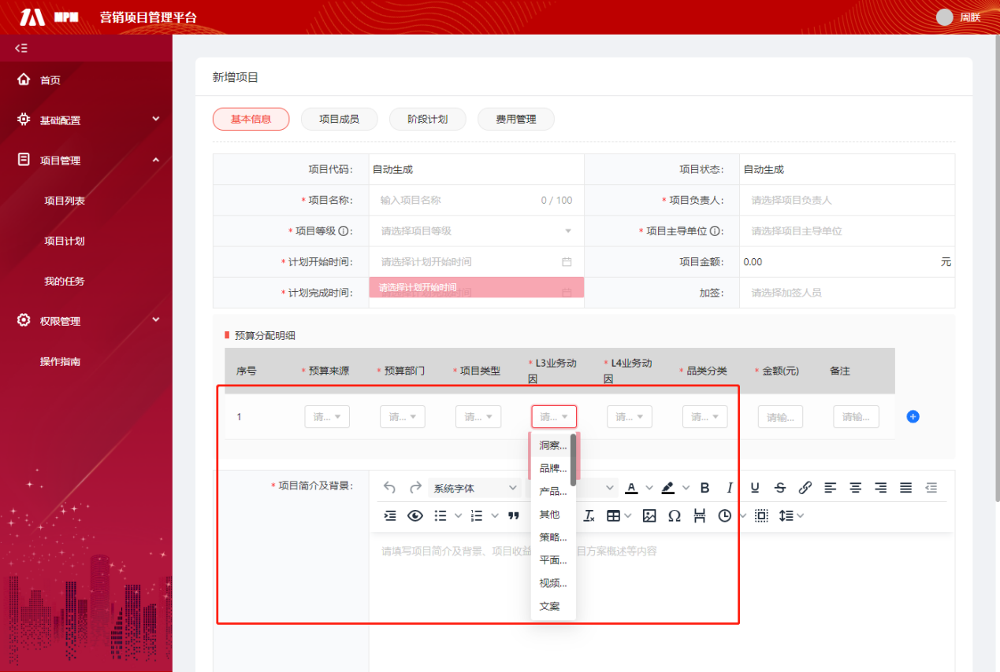 MPM 营销项目管理平台 周朕
首页
基础配置
项目管理
项目列表
项目计划
我的任务
权限管理
操作指南
新增项目
基本信息 项目成员 阶段计划 费用管理
项目代码: 自动生成 项目状态: 自动生成
* 项目名称: 输入项目名称 0 / 100 * 项目负责人: 请选择项目负责人
* 项目等级 : 请选择项目等级 * 项目主导单位 : 请选择项目主导单位
* 计划开始时间: 请选择计划开始时间 项目金额: 0.00 元
请选择计划开始时间
* 计划完成时间: 请选择计划完成时间 加签: 请选择加签人员
预算分配明细
序号 * 预算来源 * 预算部门 * 项目类型 * L3业务动因 * L4业务动因 * 品类分类 * 金额(元) 备注
1 请... 请... 请... 请... 请... 请... 请输... 请输...
洞察...
品牌...
产品...
其他
策略...
平面...
视频...
文案
* 项目简介及背景: 系统字体
请填写项目简介及背景、项目收益 目方案概述等内容